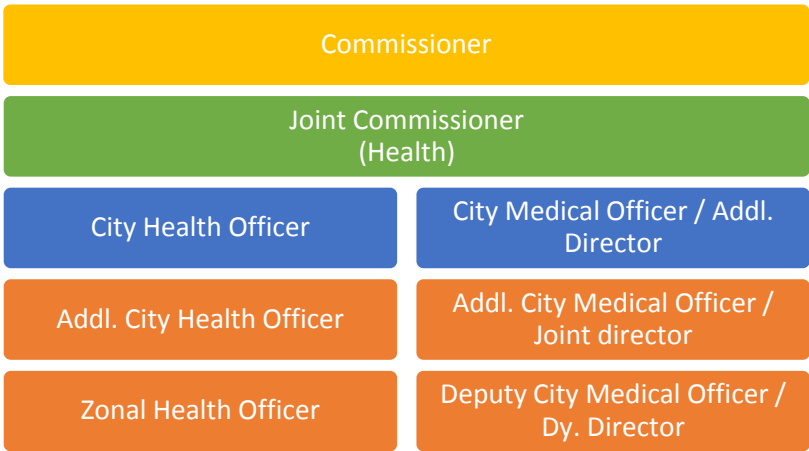 Commissioner
Joint Commissioner
(Health)
City Health Officer
City Medical Officer / Addl.
Director
Addl. City Health Officer
Addl. City Medical Officer /
Joint director
Zonal Health Officer
Deputy City Medical Officer /
Dy. Director